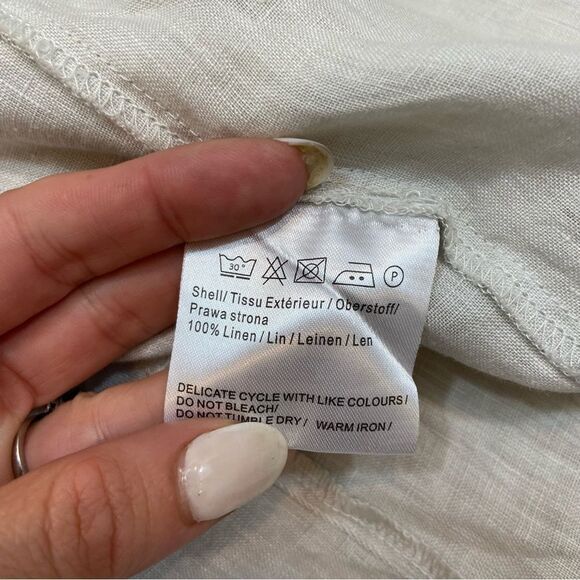 30°
P
Shell/ Tissu Extérieur / Oberstoff/
Prawa strona
100% Linen / Lin / Leinen / Len
DELICATE CYCLE WITH LIKE COLOURS /
DO NOT BLEACH/
DO NOT TUMBLE DRY / WARM IRON /